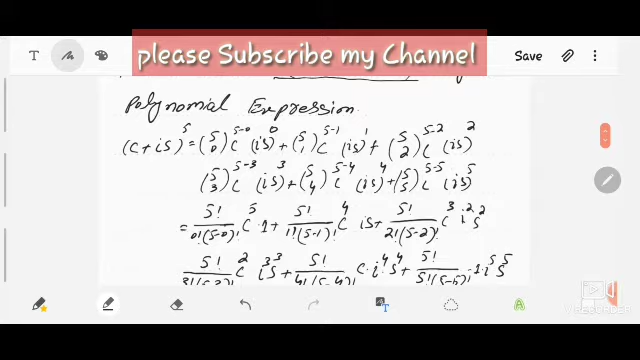 please Subscribe my Channel
T Save
Polynomial Expression
(c+is)^5 = (5 0) c^(5-0) (is)^0 + (5 1) c^(5-1) (is)^1 + (5 2) c^(5-2) (is)^2
(5 3) c^(5-3) (is)^3 + (5 4) c^(5-4) (is)^4 + (5 5) c^(5-5) (is)^5
= 5!/0!(5-0)! c^5 · 1 + 5!/1!(5-1)! c^4 is + 5!/2!(5-2)! c^3 i^2 s^2
5!/3!(5-3)! c^2 i^3 s^3 + 5!/4!(5-4)! c · i^4 s^4 + 5!/5!(5-5)! · 1 · i^5 s^5